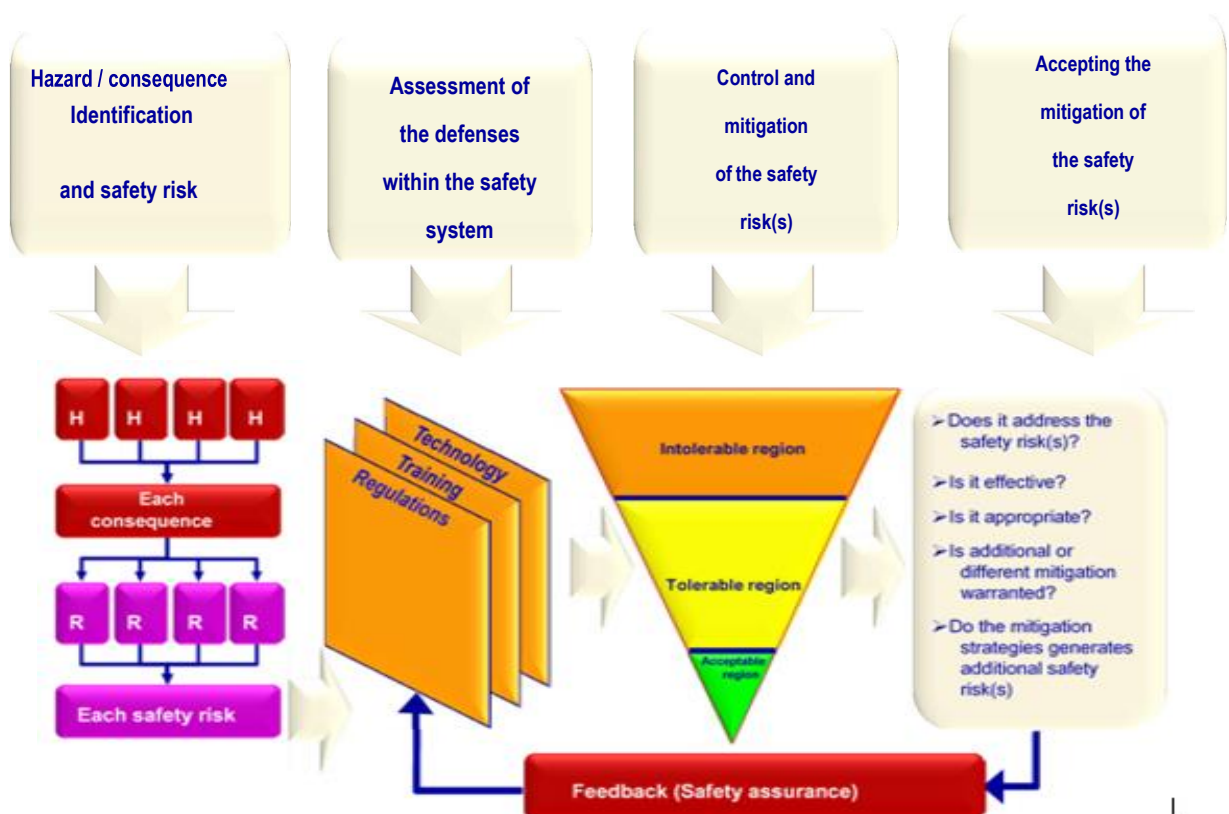 Hazard / consequence
Identification
and safety risk
Assessment of
the defenses
within the safety
system
Control and
mitigation
of the safety
risk(s)
Accepting the
mitigation of
the safety
risk(s)
H H H H
Each
consequence
R R R R
Each safety risk
Technology
Training
Regulations
Intolerable region
Tolerable region
Acceptable
region
➢Does it address the
safety risk(s)?
➢Is it effective?
➢Is it appropriate?
➢Is additional or
different mitigation
warranted?
➢Do the mitigation
strategies generates
additional safety
risk(s)
Feedback (Safety assurance)